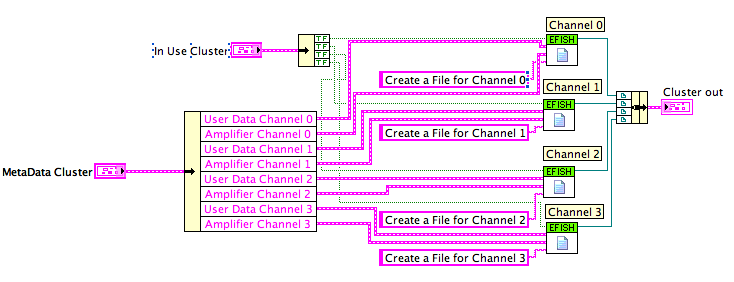 Channel 0
In Use Cluster
TF
TF
TF
TF
EFISH
Create a File for Channel 0
Channel 1
Cluster out
EFISH
User Data Channel 0
Amplifier Channel 0
Create a File for Channel 1
User Data Channel 1
Amplifier Channel 1
Channel 2
MetaData Cluster
EFISH
User Data Channel 2
Amplifier Channel 2
User Data Channel 3
Amplifier Channel 3
Channel 3
Create a File for Channel 2
EFISH
Create a File for Channel 3